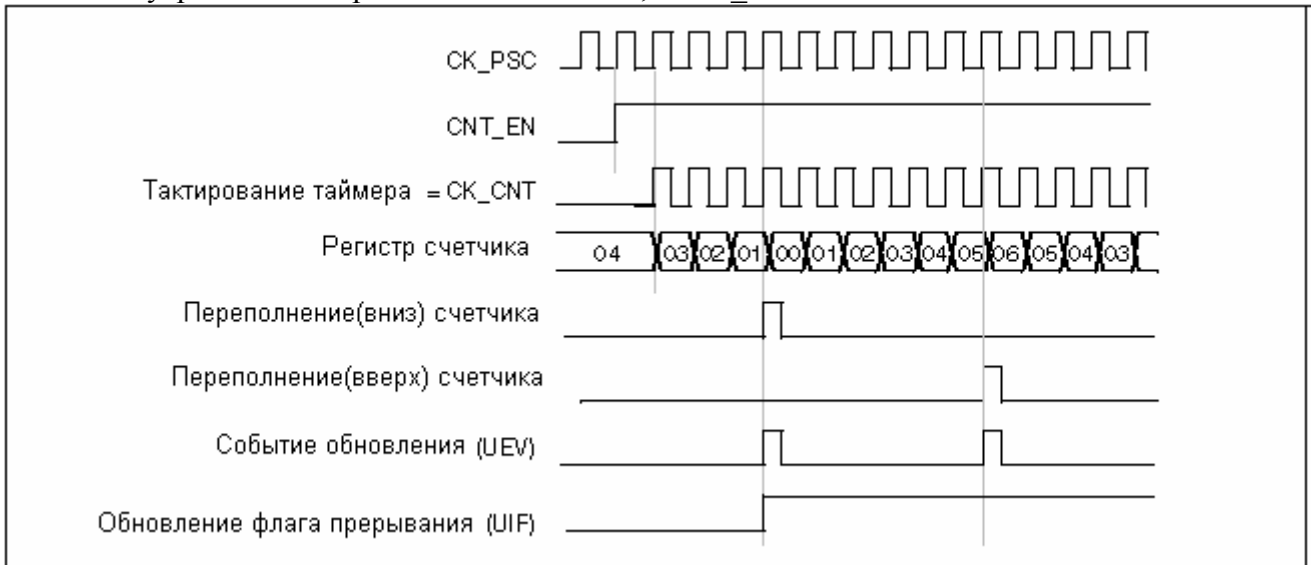 CK_PSC
CNT_EN
Тактирование таймера = CK_CNT
Регистр счетчика 04 03 02 01 00 01 02 03 04 05 06 05 04 03
Переполнение(вниз) счетчика
Переполнение(вверх) счетчика
Событие обновления (UEV)
Обновление флага прерывания (UIF)